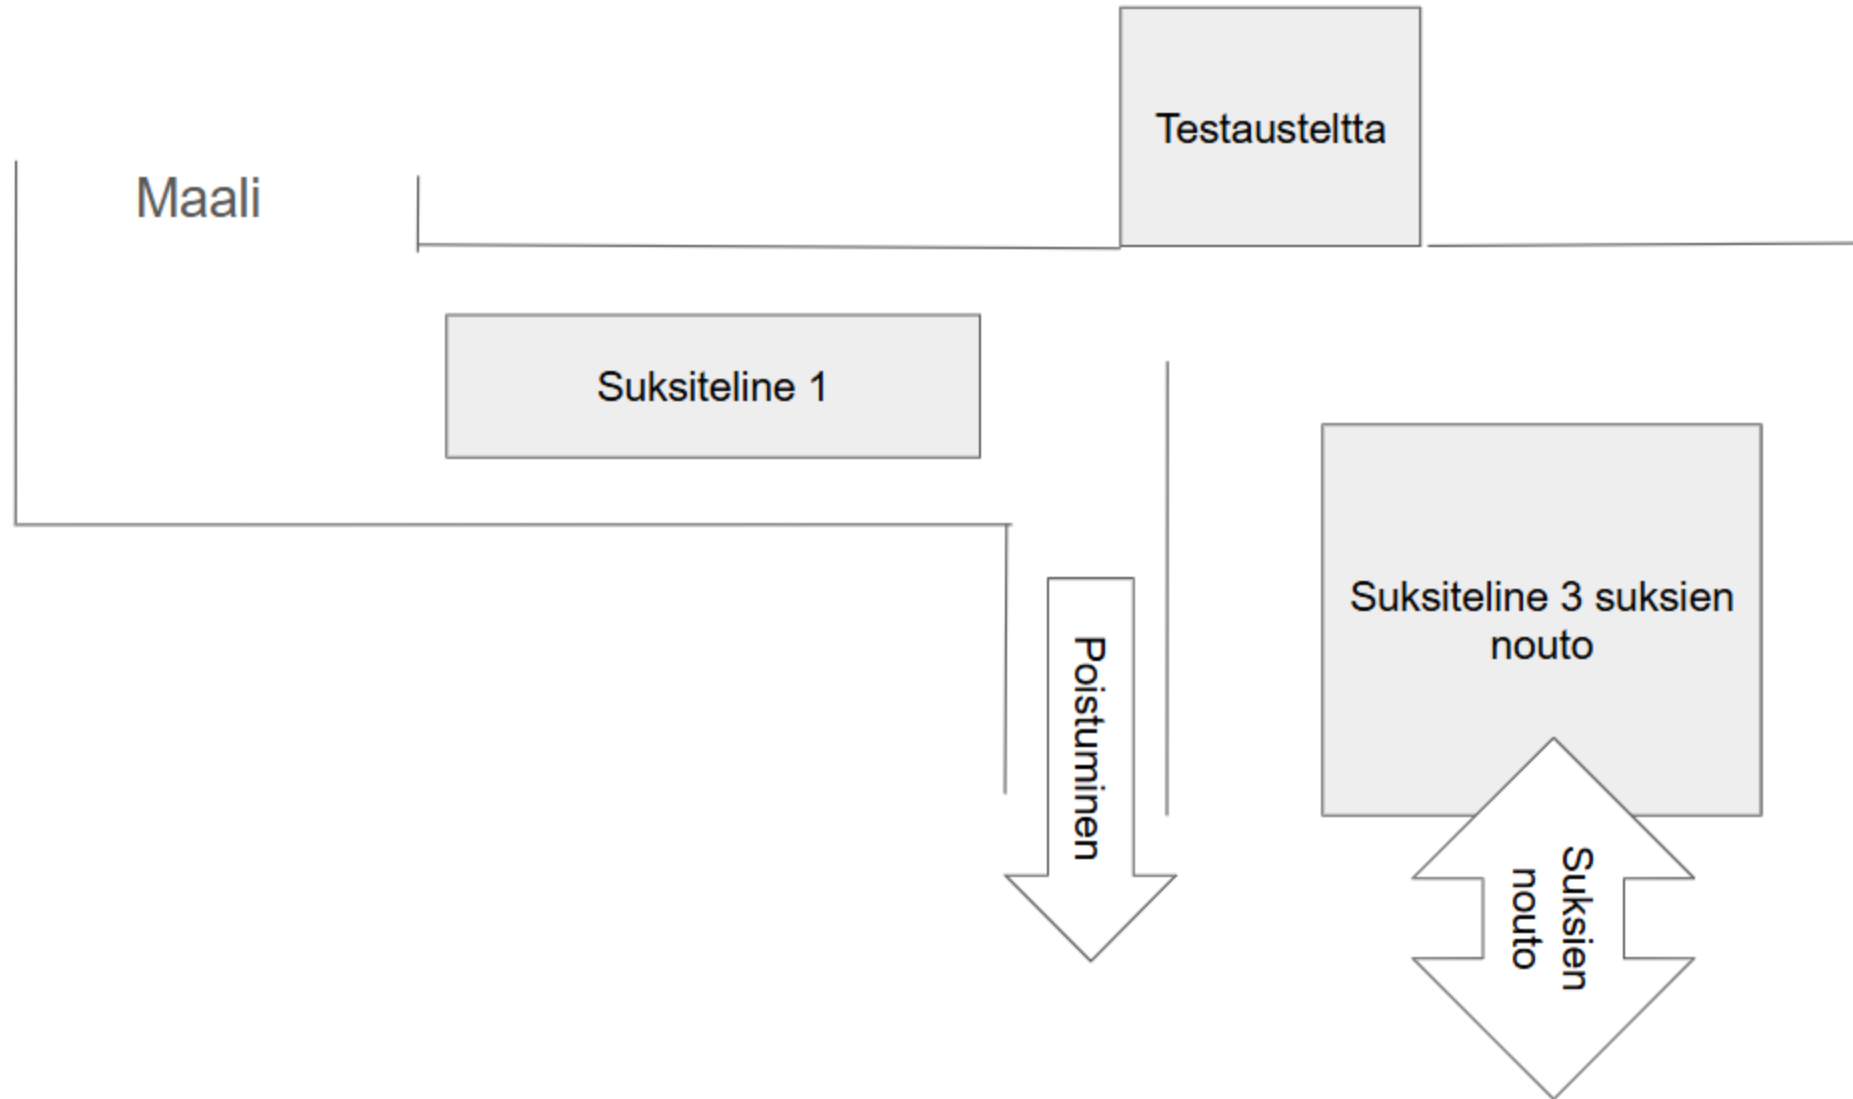 Testausteltta
Maali
Suksiteline 1
Suksiteline 3 suksien
nouto
Poistuminen
Suksien
nouto